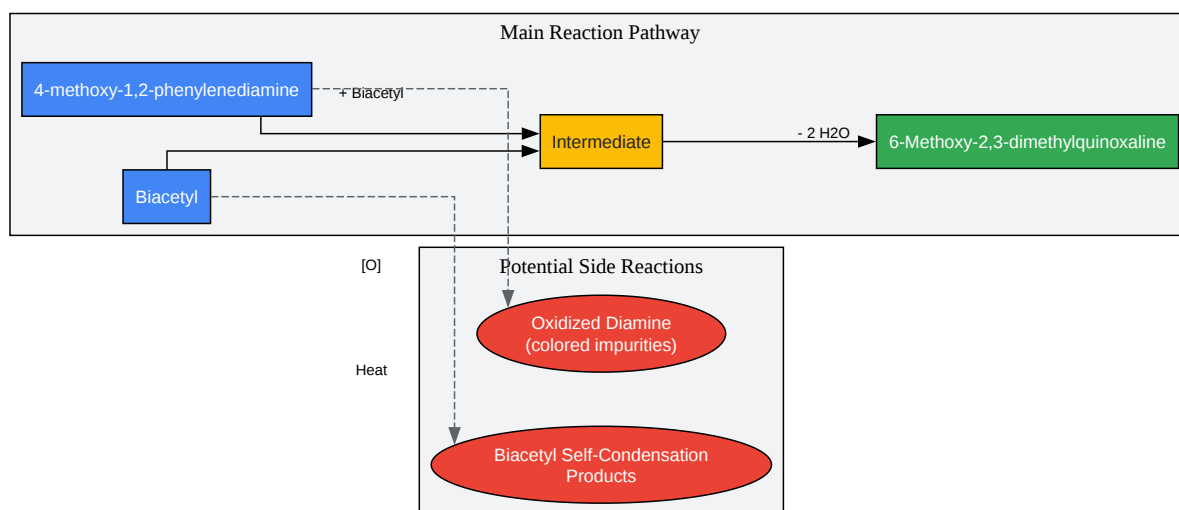 Main Reaction Pathway
4-methoxy-1,2-phenylenediamine
+ Biacetyl
Intermediate
- 2 H2O
6-Methoxy-2,3-dimethylquinoxaline
Biacetyl
[O]
Potential Side Reactions
Oxidized Diamine
(colored impurities)
Heat
Biacetyl Self-Condensation
Products